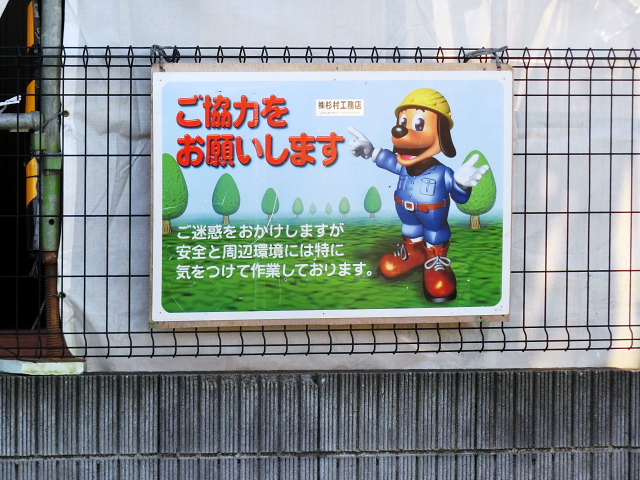 ご協力を
お願いします
㈱杉村工務店
ご迷惑をおかけしますが
安全と周辺環境には特に
気をつけて作業しております。